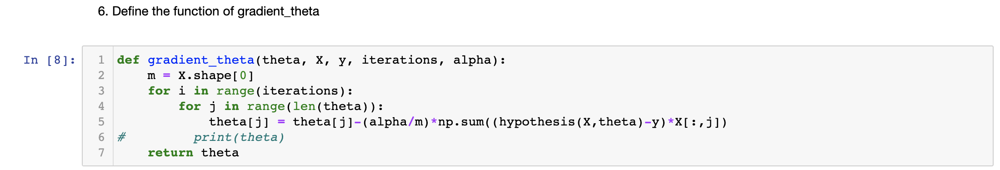 6. Define the function of gradient_theta
In [8]:
1 def gradient_theta(theta, X, y, iterations, alpha):
2     m = X.shape[0]
3     for i in range(iterations):
4         for j in range(len(theta)):
5             theta[j] = theta[j]-(alpha/m)*np.sum((hypothesis(X,theta)-y)*X[:,j])
6 #         print(theta)
7     return theta